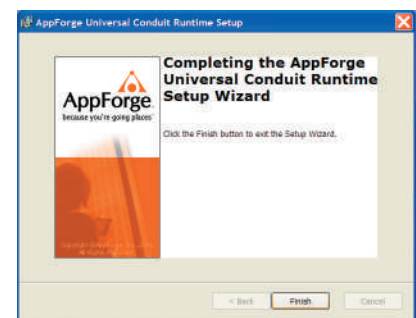 AppForge Universal Conduit Runtime Setup
Completing the AppForge
Universal Conduit Runtime
Setup Wizard
AppForge
because you're going places
Click the Finish button to exit the Setup Wizard.
< Back
Finish
Cancel